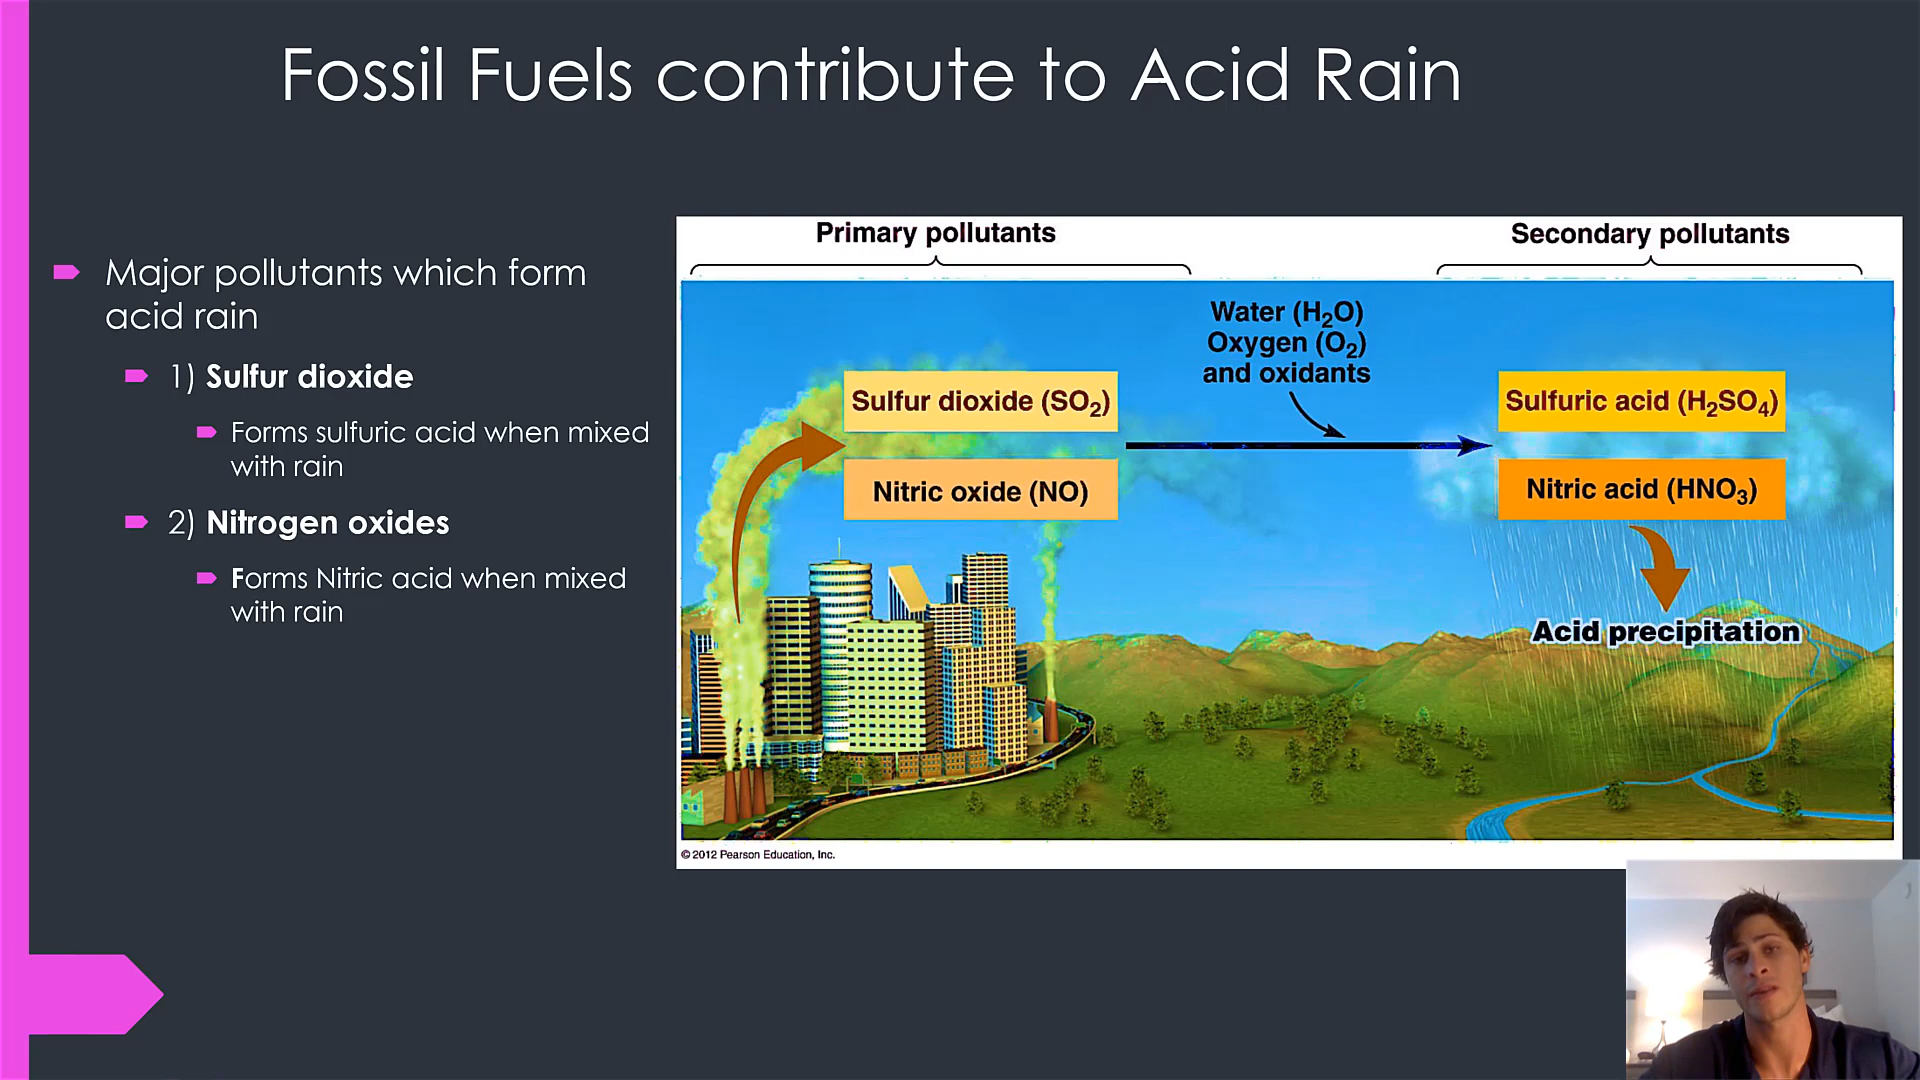 Fossil Fuels contribute to Acid Rain
Major pollutants which form
acid rain
1) Sulfur dioxide
Forms sulfuric acid when mixed
with rain
2) Nitrogen oxides
Forms Nitric acid when mixed
with rain
Primary pollutants
Secondary pollutants
Water (H₂O)
Oxygen (O₂)
and oxidants
Sulfur dioxide (SO₂)
Nitric oxide (NO)
Sulfuric acid (H₂SO₄)
Nitric acid (HNO₃)
Acid precipitation
© 2012 Pearson Education, Inc.